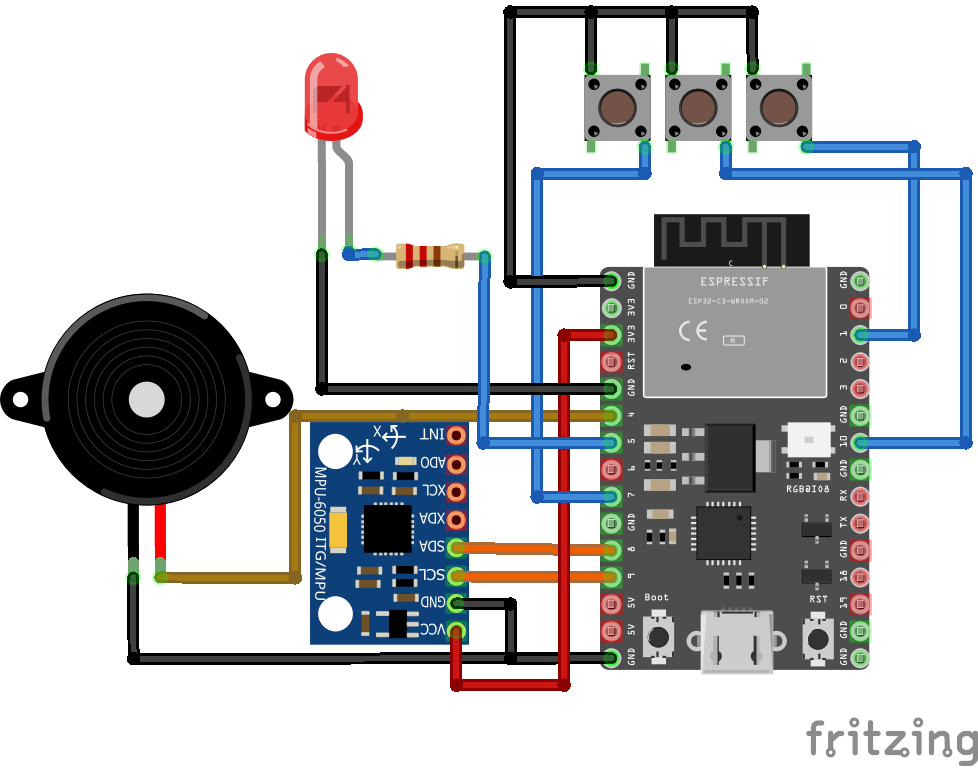 ESPRESSIF
ESP32-C3-WROOM-02
C
CE
R
GND
3V3
3V3
RST
GND
4
5
6
7
GND
8
9
5V
5V
GND
GND
0
1
2
3
GND
10
GND
RX
TX
GND
18
19
GND
GND
RGB@IO8
Boot
RST
X
Y
MPU-6050 ITG/MPU
INT
ADO
XCL
XDA
SDA
SCL
GND
VCC
fritzing